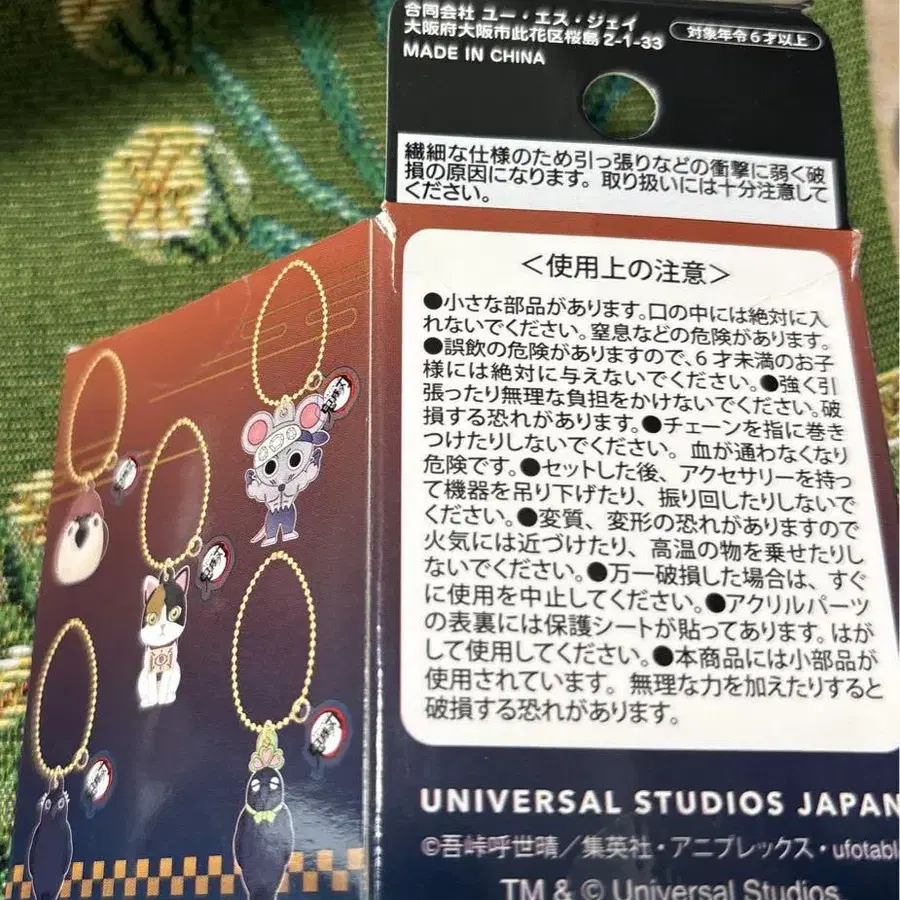 合同会社 ユー・エス・ジェイ
大阪府大阪市此花区桜島 2-1-33
対象年令6才以上
MADE IN CHINA
繊細な仕様のため引っ張りなどの衝撃に弱く破
損の原因になります。取り扱いには十分注意して
ください。
＜使用上の注意＞
●小さな部品があります。口の中には絶対に入
れないでください。窒息などの危険があります。
●誤飲の危険がありますので、6才未満のお子
様には絶対に与えないでください。●強く引
張ったり無理な負担をかけないでください。破
損する恐れがあります。●チェーンを指に巻き
つけたりしないでください。血が通わなくなり
危険です。●セットした後、アクセサリーを持っ
て機器を吊り下げたり、振り回したりしないで
ください。●変質、変形の恐れがありますので
火気には近づけたり、高温の物を乗せたりし
ないでください。●万一破損した場合は、すぐ
に使用を中止してください。●アクリルパーツ
の表裏には保護シートが貼ってあります。はが
して使用してください。●本商品には小部品が
使用されています。無理な力を加えたりすると
破損する恐れがあります。
UNIVERSAL STUDIOS JAPAN
©吾峠呼世晴／集英社・アニプレックス・ufotabl
TM & © Universal Studios